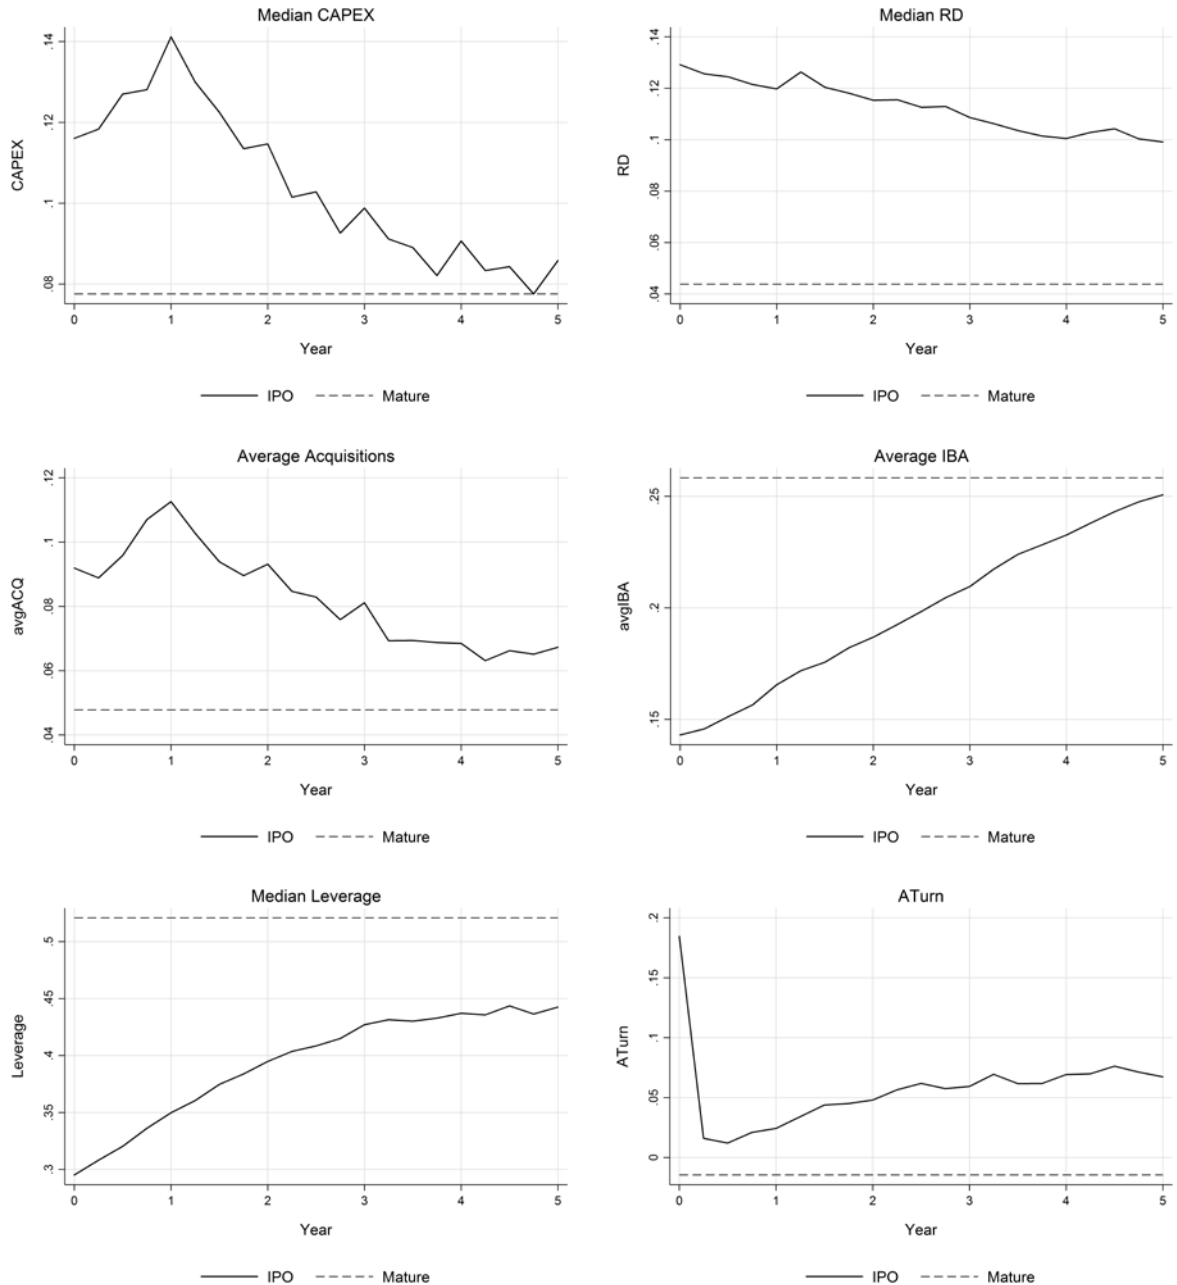 Median CAPEX
CAPEX
.14
.12
.1
.08
0 1 2 3 4 5
Year
IPO Mature
Median RD
RD
.14
.12
.1
.08
.06
.04
0 1 2 3 4 5
Year
IPO Mature
Average Acquisitions
avgACQ
.12
.1
.08
.06
.04
0 1 2 3 4 5
Year
IPO Mature
Average IBA
avgIBA
.25
.2
.15
0 1 2 3 4 5
Year
IPO Mature
Median Leverage
Leverage
.5
.45
.4
.35
.3
0 1 2 3 4 5
Year
IPO Mature
ATurn
ATurn
.2
.15
.1
.05
0
0 1 2 3 4 5
Year
IPO Mature